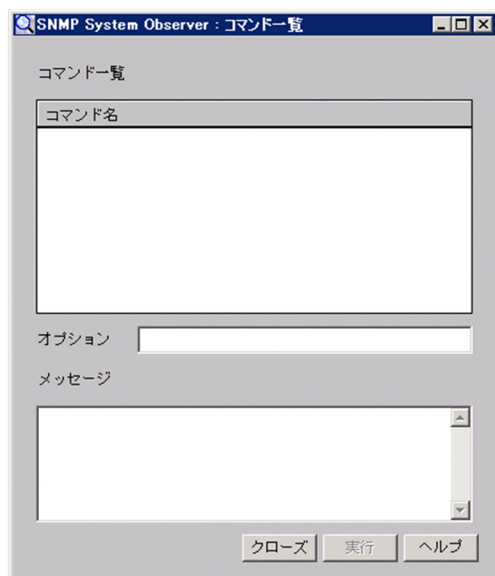 SNMP System Observer : コマンド一覧
コマンド一覧
コマンド名
オプション
メッセージ
クローズ 実行 ヘルプ